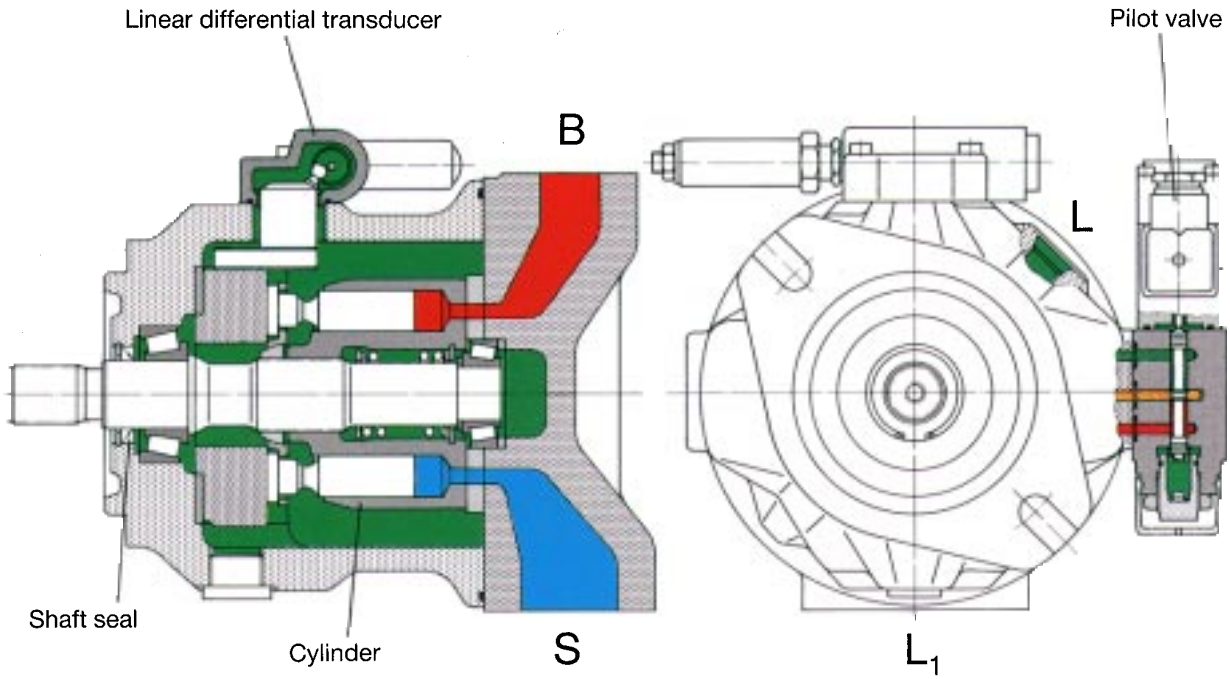 Linear differential transducer
Pilot valve
B
L
Shaft seal
Cylinder
S
L₁